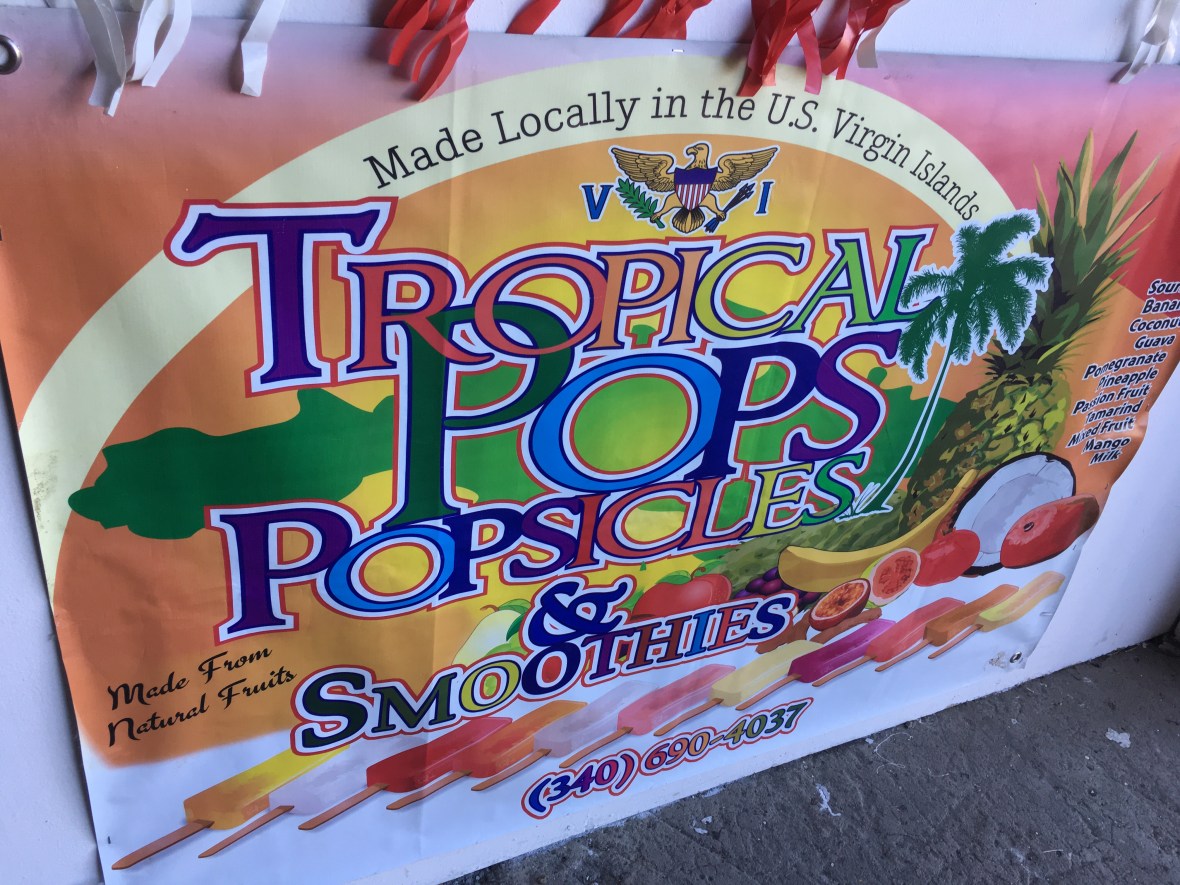 Made Locally in the U.S. Virgin Islands
V I
TROPICAL
POPS
POPSICLES
&
SMOOTHIES
Made From
Natural Fruits
(340) 690-4037
Coconut
Guava
Pomegranate
Pineapple
Passion Fruit
Tamarind
Mixed Fruit
Mango
Milk